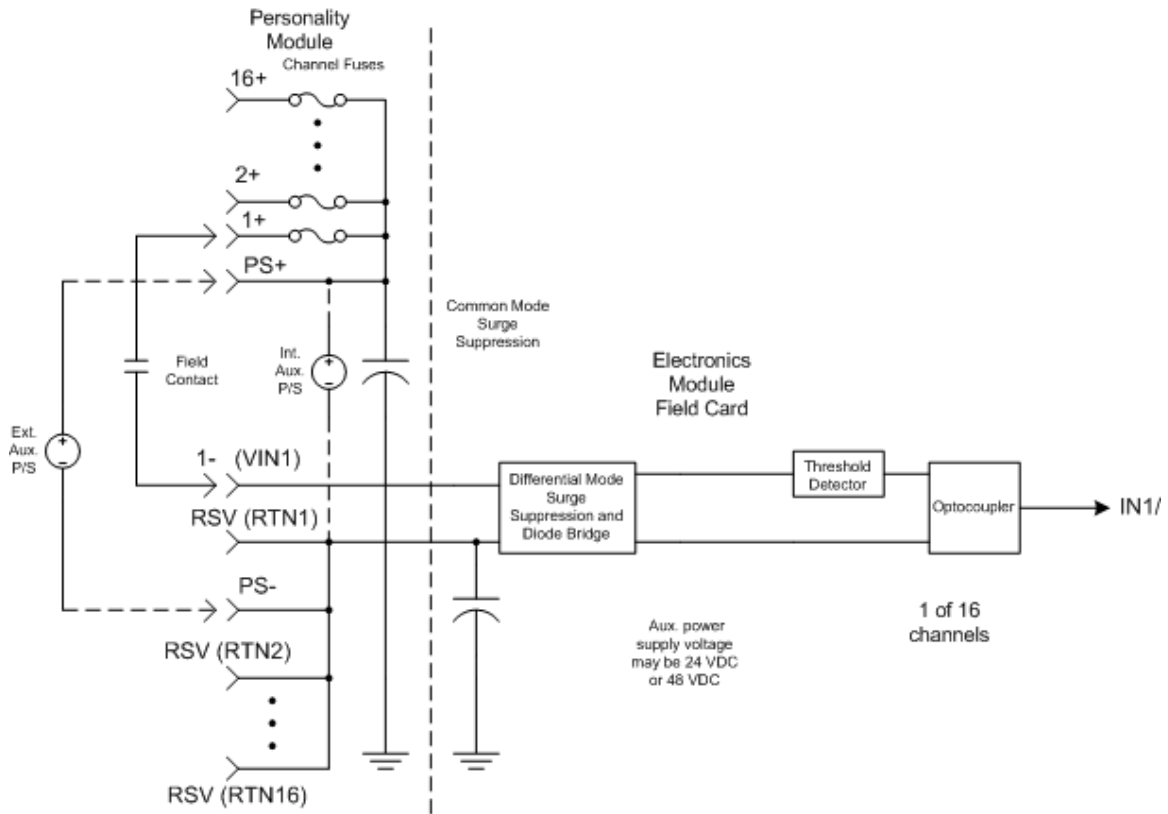 Personality
Module
Channel Fuses
16+
2+
1+
PS+
Common Mode
Surge
Suppression
Field
Contact
Int.
Aux.
P/S
+
−
Electronics
Module
Field Card
Ext.
Aux.
P/S
+
−
1- (VIN1)
Differential Mode
Surge
Suppression and
Diode Bridge
Threshold
Detector
Optocoupler
IN1/
RSV (RTN1)
PS-
1 of 16
channels
Aux. power
supply voltage
may be 24 VDC
or 48 VDC
RSV (RTN2)
RSV (RTN16)